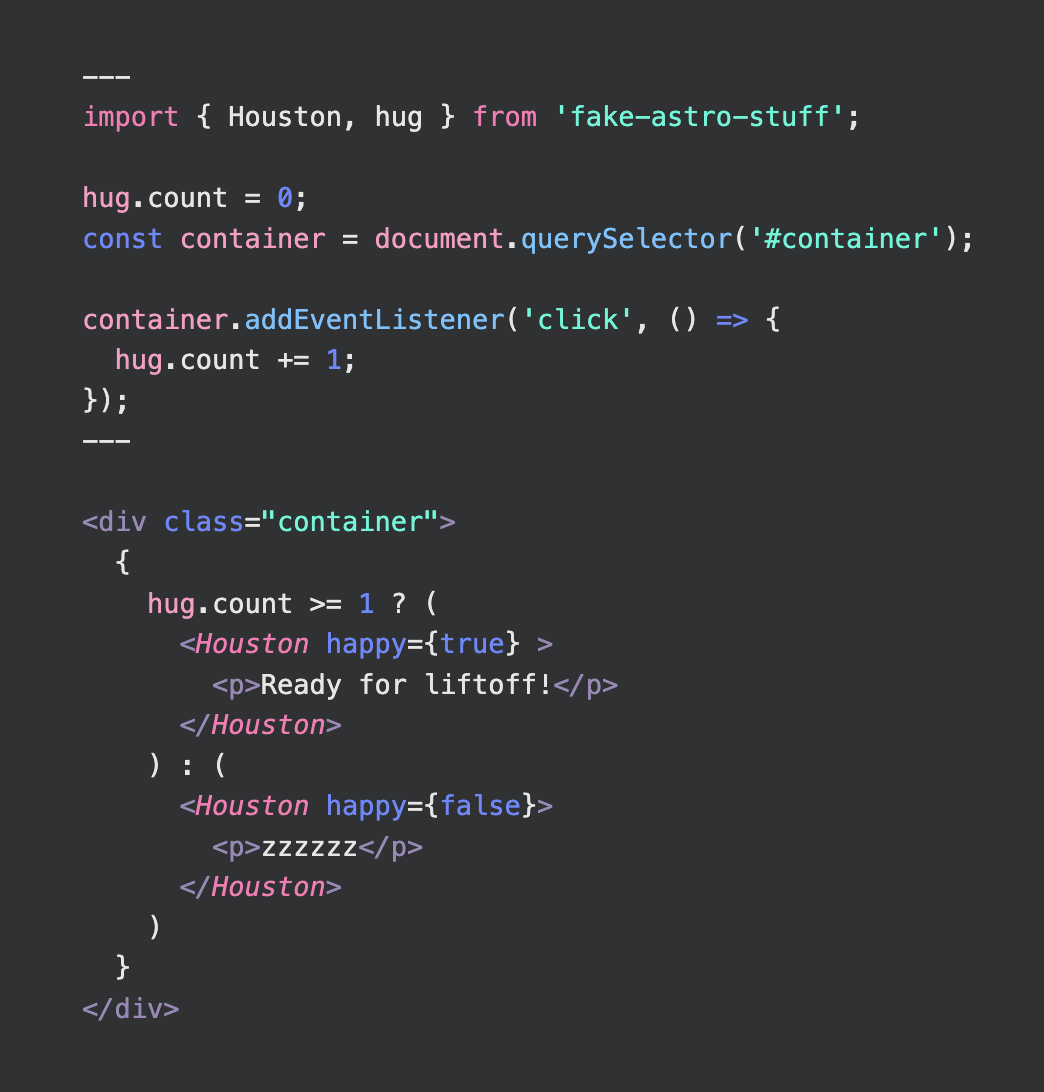 ---
import { Houston, hug } from 'fake-astro-stuff';
hug.count = 0;
const container = document.querySelector('#container');
container.addEventListener('click', () => {
  hug.count += 1;
});
---
<div class="container">
  {
    hug.count >= 1 ? (
      <Houston happy={true} >
        <p>Ready for liftoff!</p>
      </Houston>
    ) : (
      <Houston happy={false}>
        <p>zzzzzz</p>
      </Houston>
    )
  }
</div>